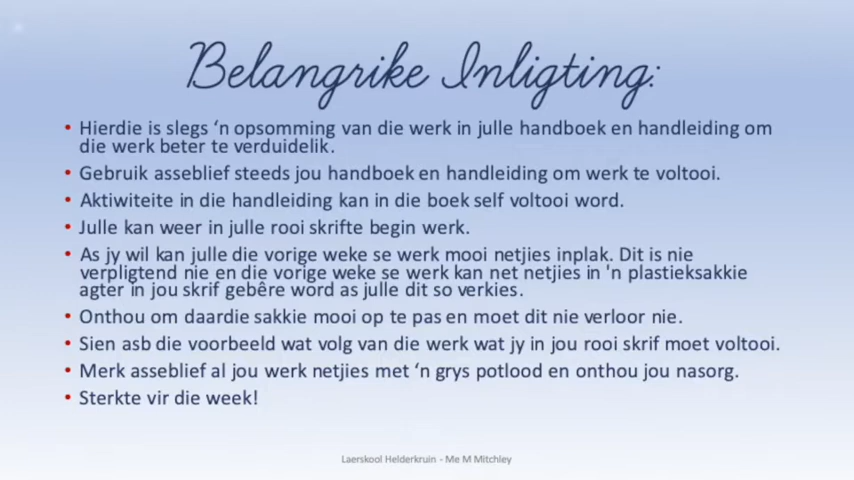 Belangrike Inligting:
• Hierdie is slegs ‘n opsomming van die werk in julle handboek en handleiding om
die werk beter te verduidelik.
• Gebruik asseblief steeds jou handboek en handleiding om werk te voltooi.
• Aktiwiteite in die handleiding kan in die boek self voltooi word.
• Julle kan weer in julle rooi skrifte begin werk.
• As jy wil kan julle die vorige weke se werk mooi netjies inplak. Dit is nie
verpligtend nie en die vorige weke se werk kan net netjies in 'n plastieksakkie
agter in jou skrif gebêre word as julle dit so verkies.
• Onthou om daardie sakkie mooi op te pas en moet dit nie verloor nie.
• Sien asb die voorbeeld wat volg van die werk wat jy in jou rooi skrif moet voltooi.
• Merk asseblief al jou werk netjies met ‘n grys potlood en onthou jou nasorg.
• Sterkte vir die week!
Laerskool Helderkruin - Me M Mitchley